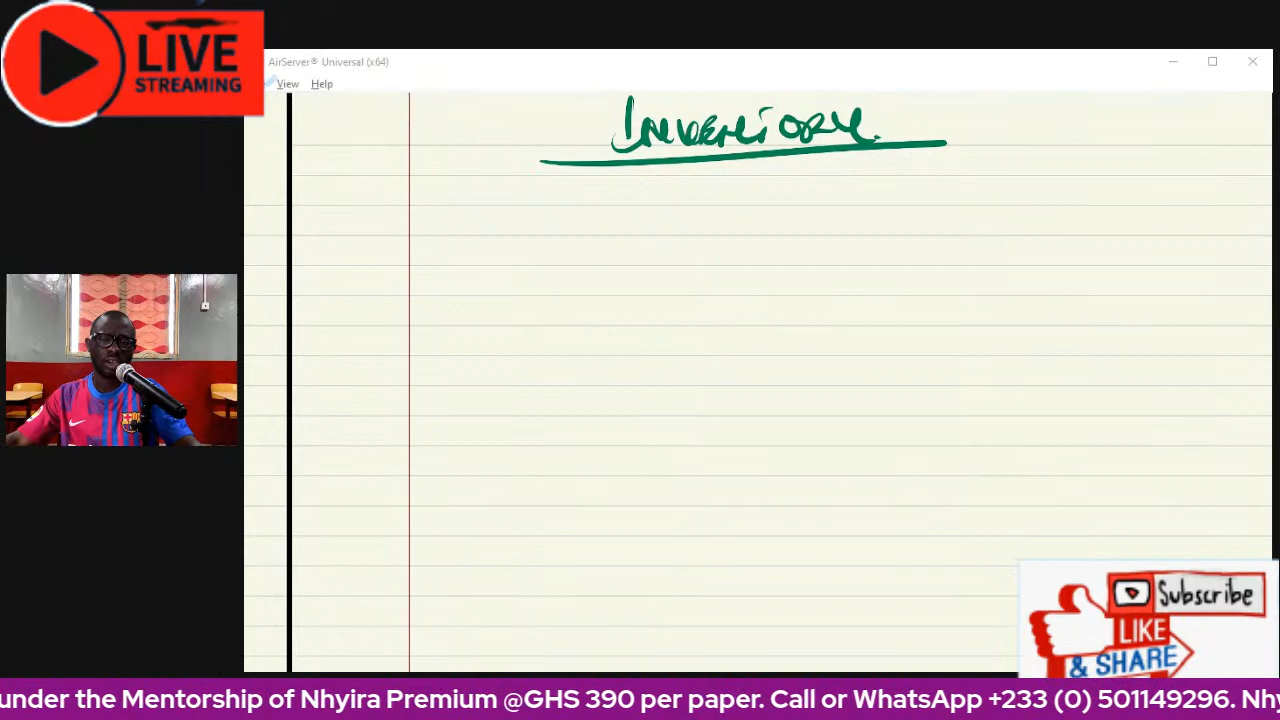 LIVE
STREAMING
AirServer® Universal (x64)
View Help
INVENTORY.
Subscribe
LIKE
& SHARE
under the Mentorship of Nhyira Premium @GHS 390 per paper. Call or WhatsApp +233 (0) 501149296. Nhy